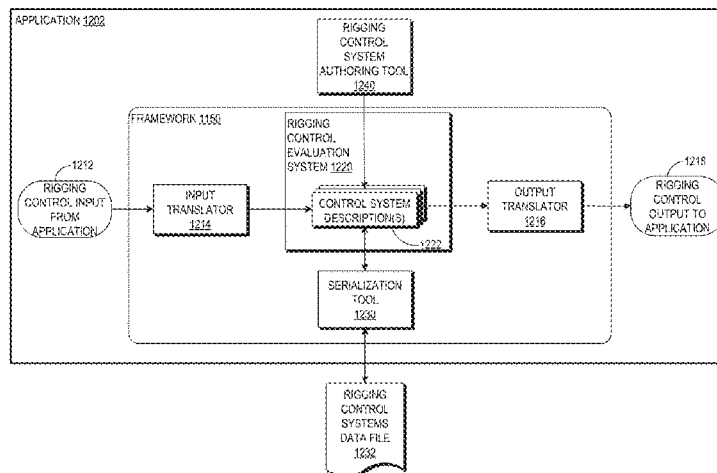 APPLICATION 1202
RIGGING
CONTROL
SYSTEM
AUTHORING TOOL
1240
FRAMEWORK 1150
RIGGING
CONTROL
EVALUATION
SYSTEM 1220
1212
RIGGING
CONTROL INPUT
FROM
APPLICATION
INPUT
TRANSLATOR
1214
CONTROL SYSTEM
DESCRIPTION(S)
1222
OUTPUT
TRANSLATOR
1216
1218
RIGGING
CONTROL
OUTPUT TO
APPLICATION
SERIALIZATION
TOOL
1230
RIGGING
CONTROL
SYSTEMS
DATA FILE
1232